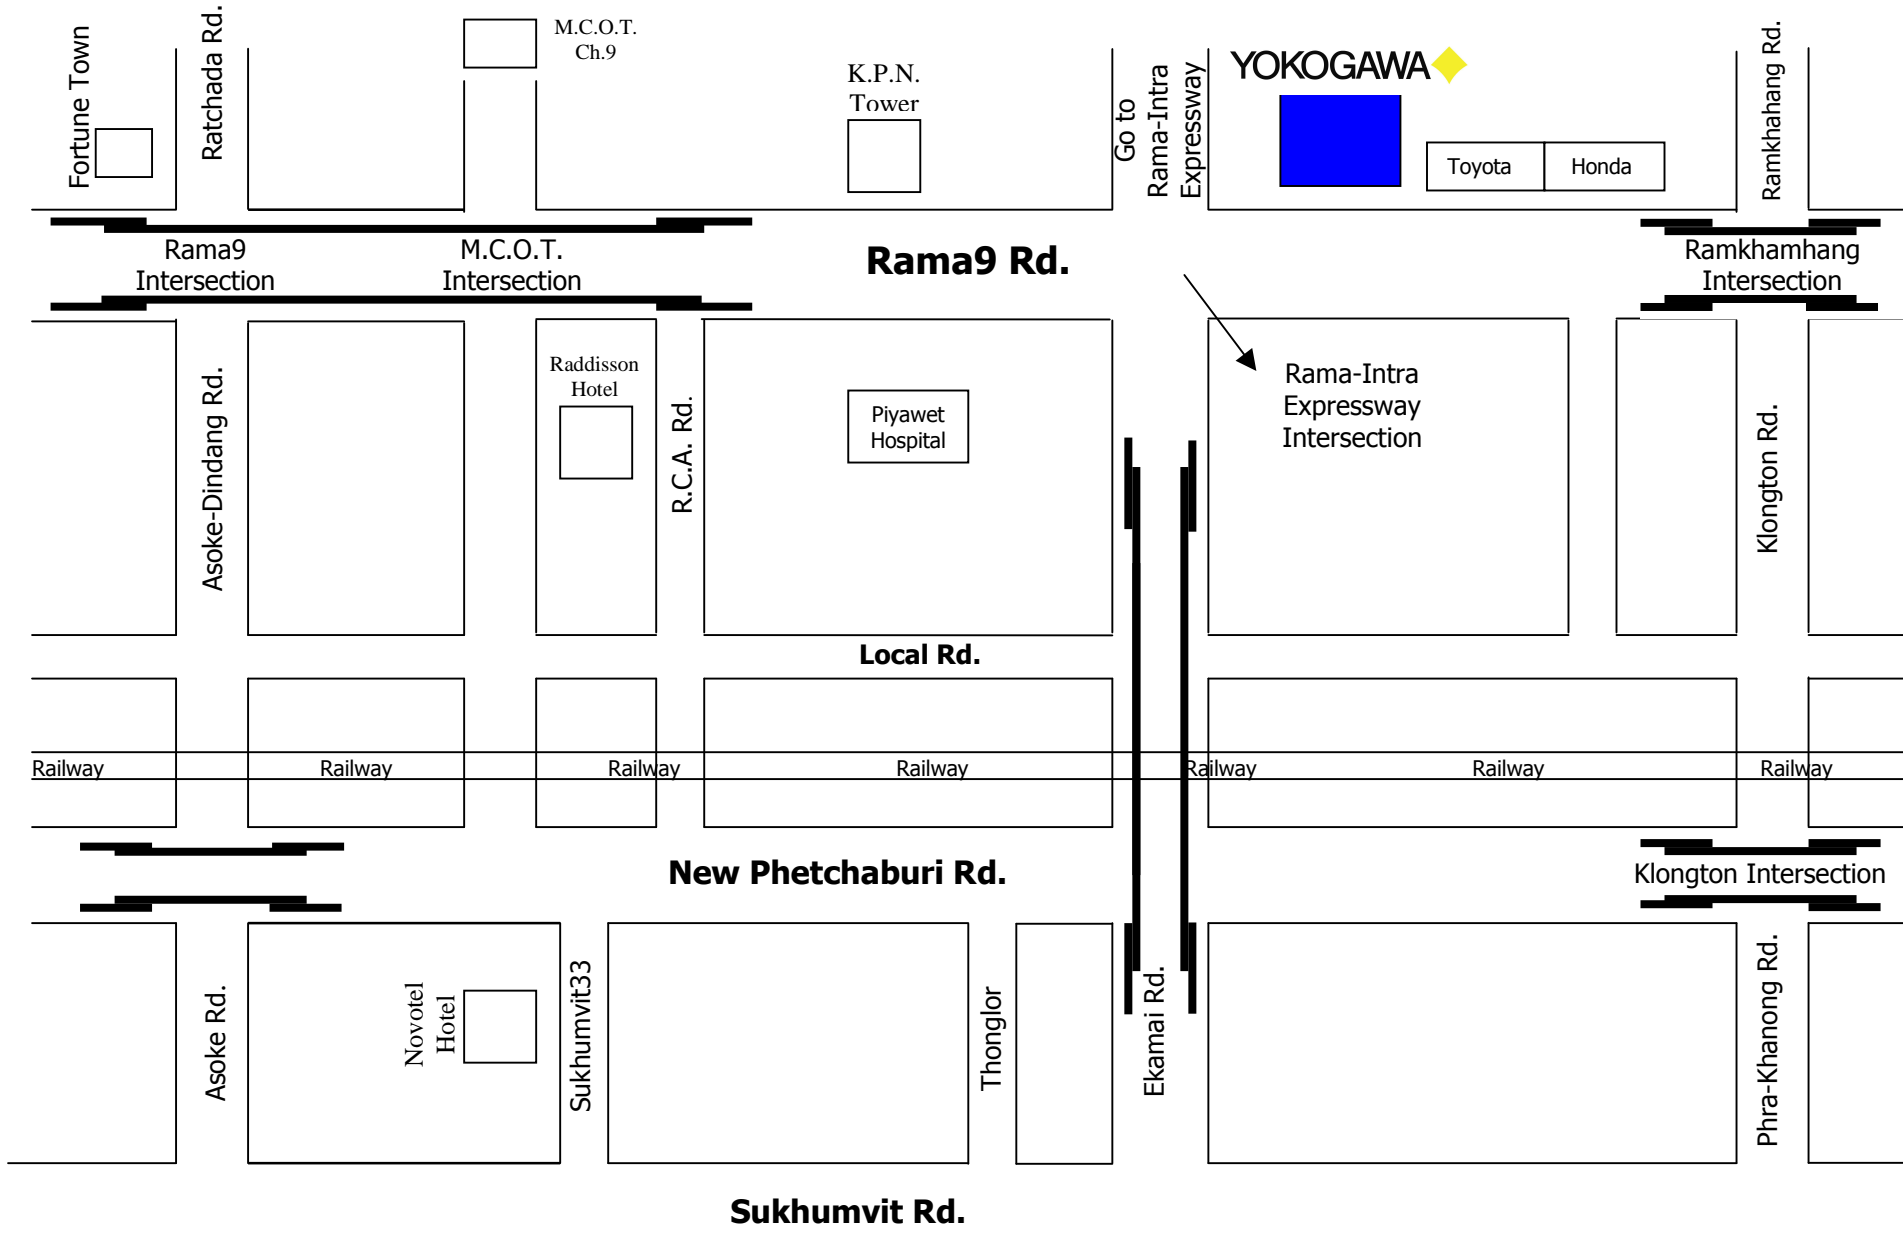 Fortune Town
Ratchada Rd.
M.C.O.T.
Ch.9
K.P.N.
Tower
Go to
Rama-Intra
Expressway
YOKOGAWA
Toyota
Honda
Ramkhahang Rd.
Rama9
Intersection
M.C.O.T.
Intersection
Rama9 Rd.
Ramkhamhang
Intersection
Asoke-Dindang Rd.
Raddisson
Hotel
R.C.A. Rd.
Piyawet
Hospital
Rama-Intra
Expressway
Intersection
Klongton Rd.
Local Rd.
Railway
Railway
Railway
Railway
Railway
Railway
Railway
New Phetchaburi Rd.
Klongton Intersection
Asoke Rd.
Novotel
Hotel
Sukhumvit33
Thonglor
Ekamai Rd.
Phra-Khanong Rd.
Sukhumvit Rd.